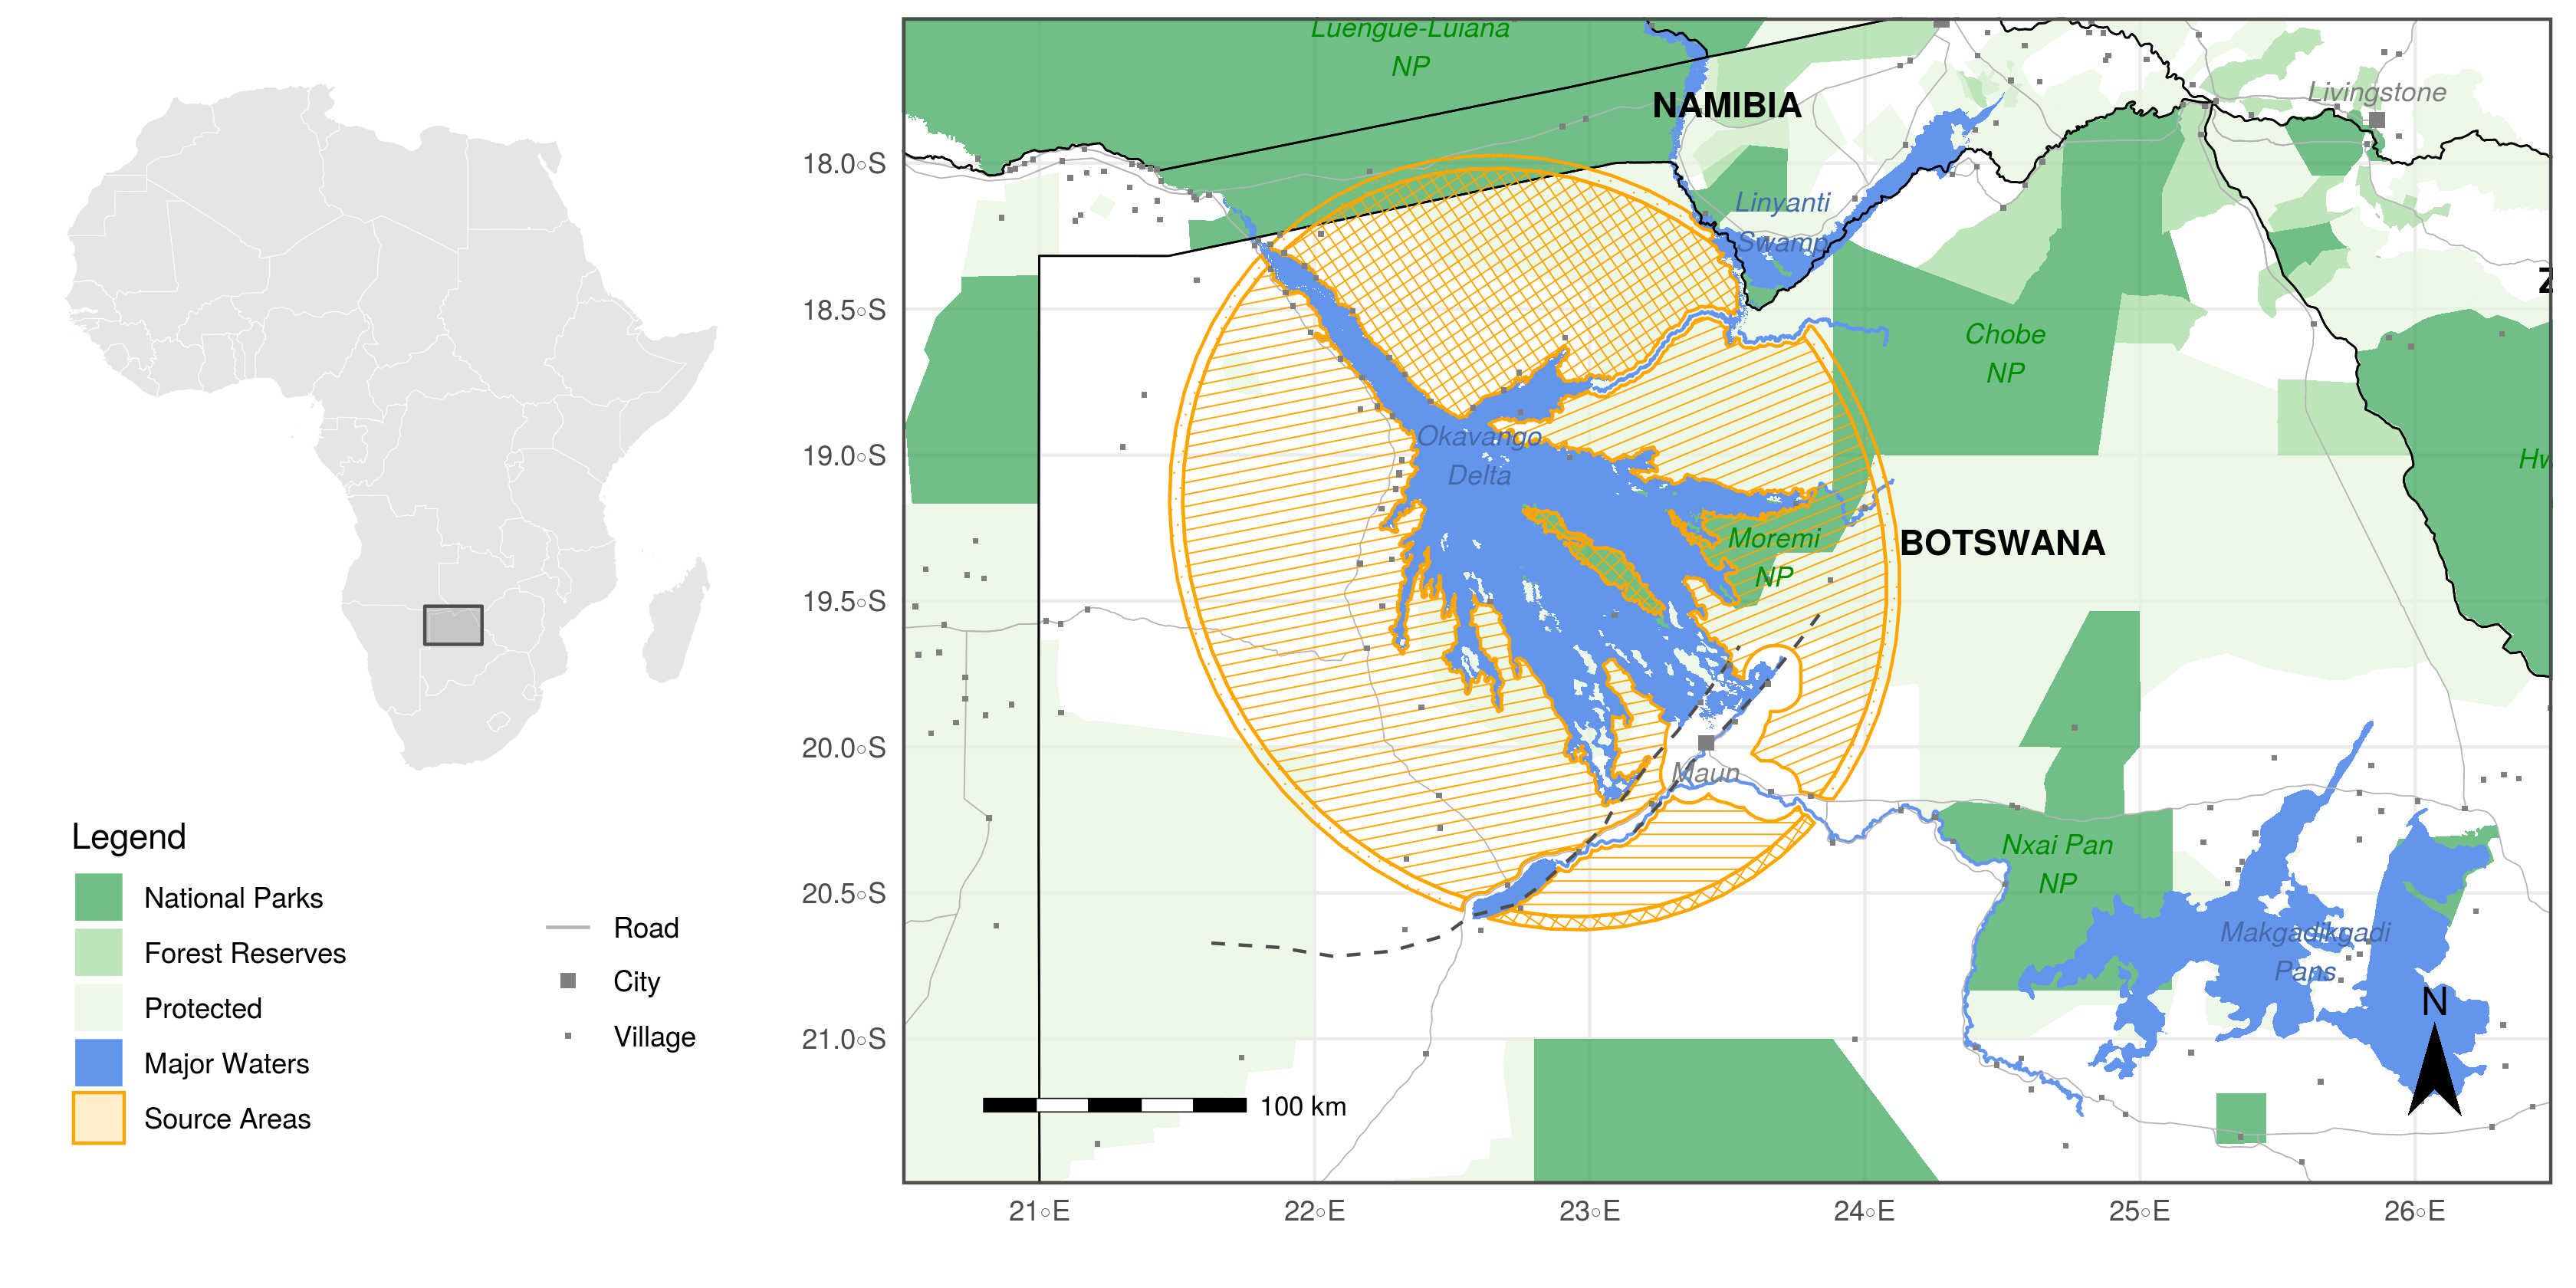 Luengue-Luiana
NP
NAMIBIA
Livingstone
Linyanti
Swamp
Z
Chobe
NP
Okavango
Delta
Hw
Moremi
NP
BOTSWANA
Maun
Nxai Pan
NP
Makgadikgadi
Pans
N
100 km
18.0°S
18.5°S
19.0°S
19.5°S
20.0°S
20.5°S
21.0°S
21°E
22°E
23°E
24°E
25°E
26°E
Legend
National Parks
Forest Reserves
Protected
Major Waters
Source Areas
Road
City
Village